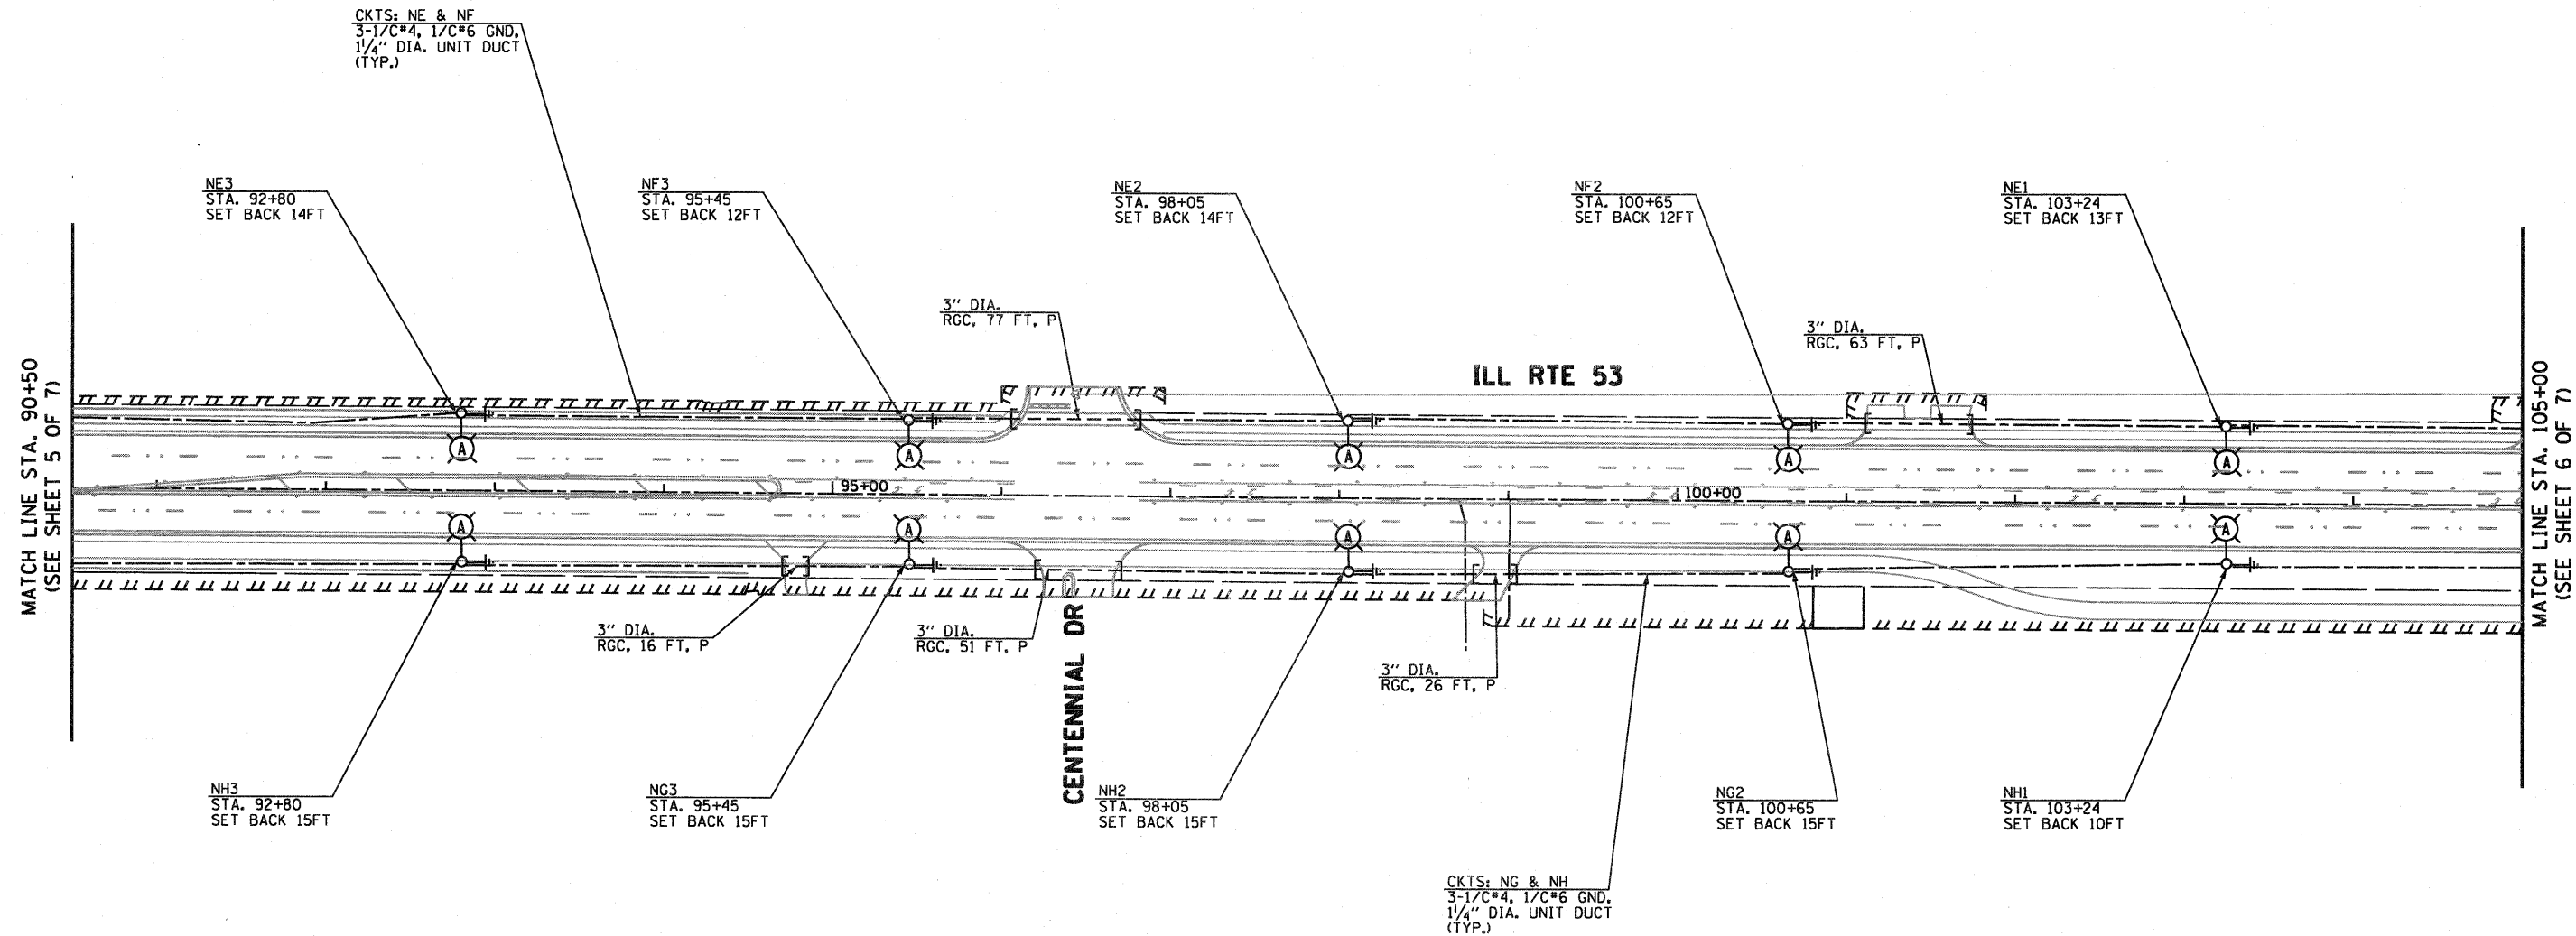 CKTS: NE & NF
3-1/C#4, 1/C#6 GND,
1 1/4" DIA. UNIT DUCT
(TYP.)
NE3
STA. 92+80
SET BACK 14FT
NF3
STA. 95+45
SET BACK 12FT
NE2
STA. 98+05
SET BACK 14FT
NF2
STA. 100+65
SET BACK 12FT
NE1
STA. 103+24
SET BACK 13FT
3" DIA.
RGC, 77 FT, P
3" DIA.
RGC, 63 FT, P
ILL RTE 53
MATCH LINE STA. 90+50
(SEE SHEET 5 OF 7)
MATCH LINE STA. 105+00
(SEE SHEET 6 OF 7)
A
A
A
A
A
95+00
100+00
A
A
A
A
A
3" DIA.
RGC, 16 FT, P
3" DIA.
RGC, 51 FT, P
CENTENNIAL DR
3" DIA.
RGC, 26 FT, P
NH3
STA. 92+80
SET BACK 15FT
NG3
STA. 95+45
SET BACK 15FT
NH2
STA. 98+05
SET BACK 15FT
NG2
STA. 100+65
SET BACK 15FT
NH1
STA. 103+24
SET BACK 10FT
CKTS: NG & NH
3-1/C#4, 1/C#6 GND,
1 1/4" DIA. UNIT DUCT
(TYP.)